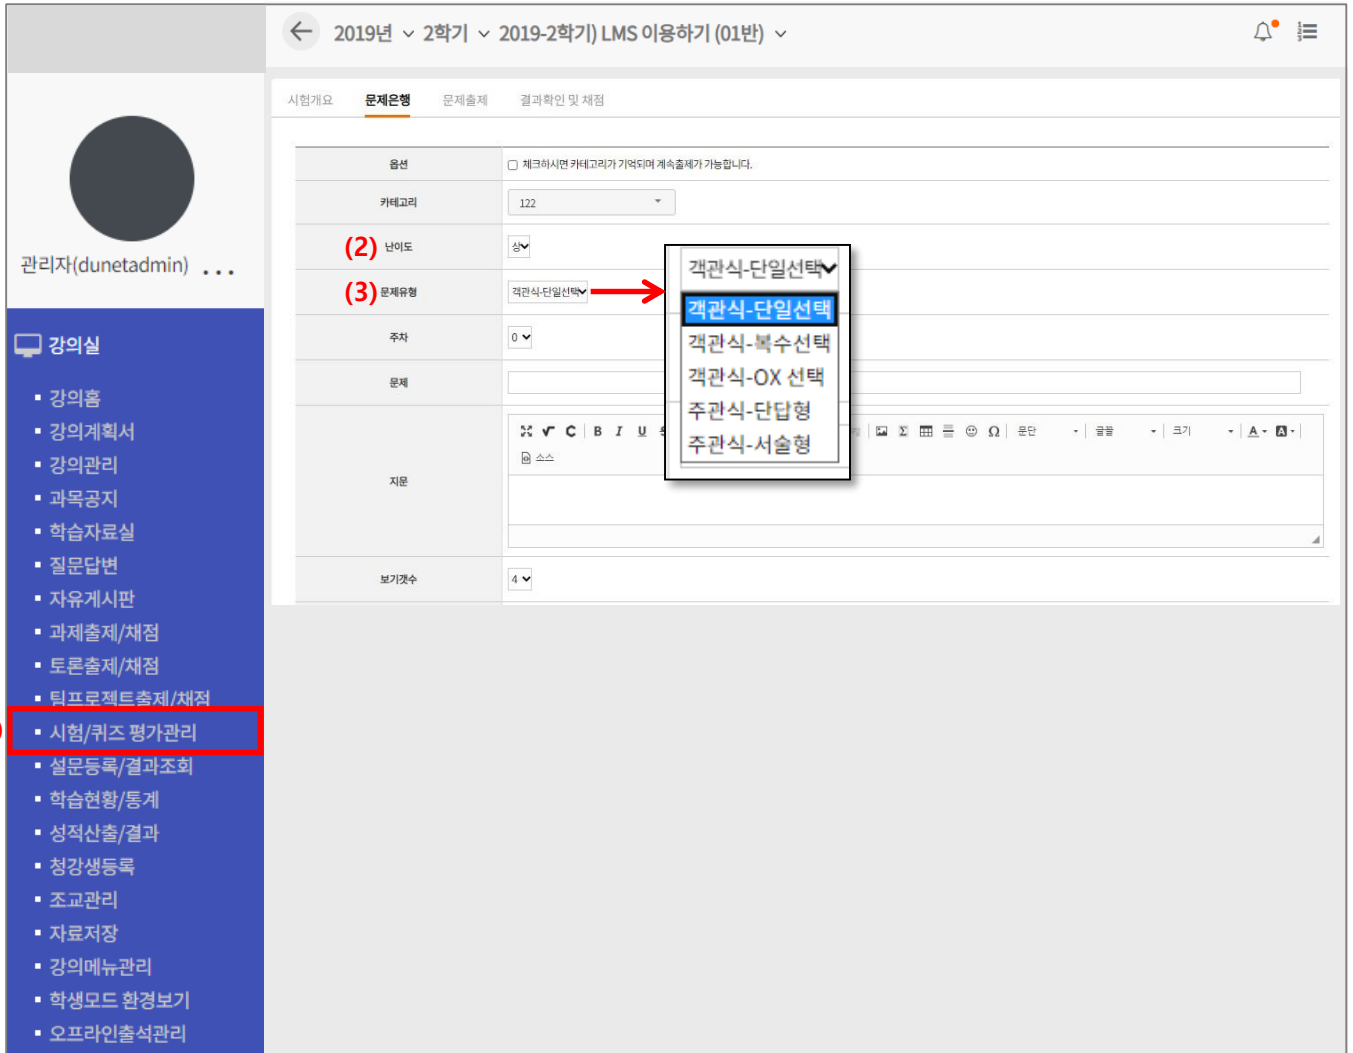 2019년 2학기 2019-2학기) LMS 이용하기 (01반)
시험개요 문제은행 문제출제 결과확인 및 채점
옵션 체크하시면 카테고리가 기억되며 계속출제가 가능합니다.
카테고리 122
(2) 난이도 상
(3) 문제유형 객관식-단일선택
객관식-단일선택
객관식-단일선택
객관식-복수선택
객관식-OX 선택
주관식-단답형
주관식-서술형
주차 0
문제
지문
B I U S Σ Ω 문단 글꼴 크기 A A
소스
보기갯수 4
관리자(dunetadmin) ...
강의실
강의홈
강의계획서
강의관리
과목공지
학습자료실
질문답변
자유게시판
과제출제/채점
토론출제/채점
팀프로젝트출제/채점
시험/퀴즈 평가관리
설문등록/결과조회
학습현황/통계
성적산출/결과
청강생등록
조교관리
자료저장
강의메뉴관리
학생모드 환경보기
오프라인출석관리